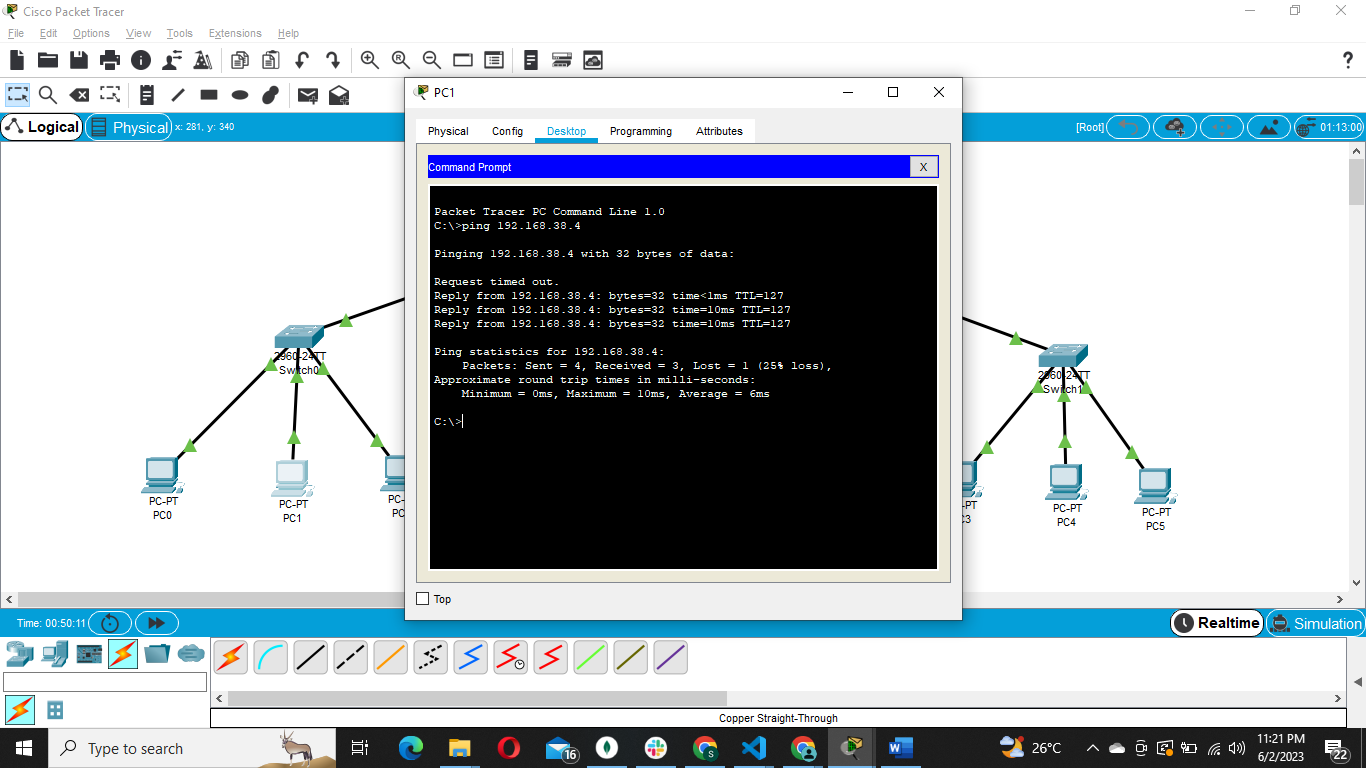 Cisco Packet Tracer
File Edit Options View Tools Extensions Help
?
PC1
Logical
Physical
x: 281, y: 340
[Root]
01:13:00
Physical Config Desktop Programming Attributes
Command Prompt
X
Packet Tracer PC Command Line 1.0
C:\>ping 192.168.38.4
Pinging 192.168.38.4 with 32 bytes of data:
Request timed out.
Reply from 192.168.38.4: bytes=32 time<1ms TTL=127
Reply from 192.168.38.4: bytes=32 time=10ms TTL=127
Reply from 192.168.38.4: bytes=32 time=10ms TTL=127
Ping statistics for 192.168.38.4:
Packets: Sent = 4, Received = 3, Lost = 1 (25% loss),
Approximate round trip times in milli-seconds:
Minimum = 0ms, Maximum = 10ms, Average = 6ms
C:\>
Top
2960-24TT
Switch0
PC-PT
PC0
PC-PT
PC1
PC-
PC
2960-24TT
Switch1
-PT
C3
PC-PT
PC4
PC-PT
PC5
Time: 00:50:11
Realtime
Simulation
Copper Straight-Through
Type to search
16
26°C
11:21 PM
6/2/2023
22